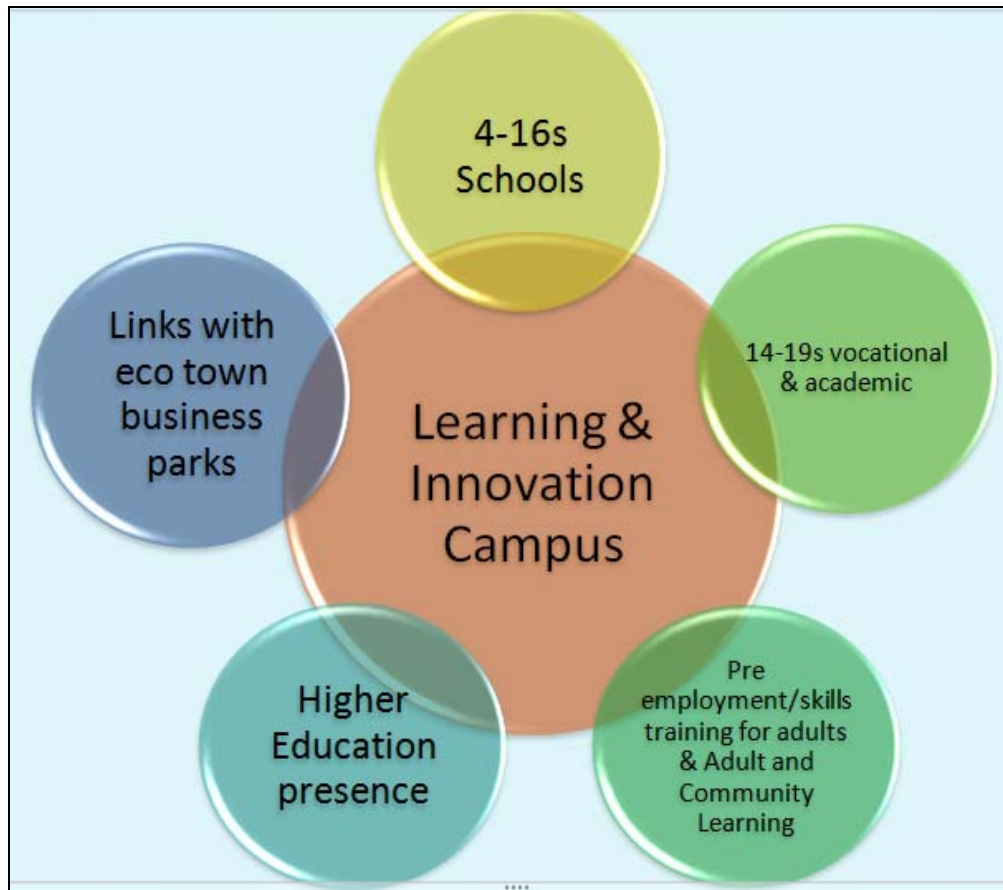 4-16s
Schools
Links with
eco town
business
parks
14-19s vocational
& academic
Learning &
Innovation
Campus
Higher
Education
presence
Pre
employment/skills
training for adults
& Adult and
Community
Learning